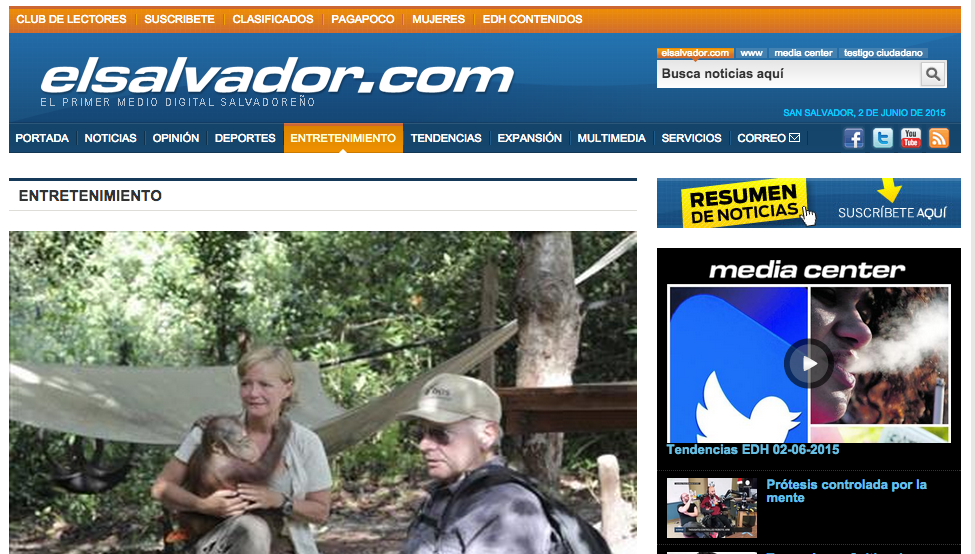 CLUB DE LECTORES SUSCRIBETE CLASIFICADOS PAGAPOCO MUJERES EDH CONTENIDOS
elsalvador.com
EL PRIMER MEDIO DIGITAL SALVADOREÑO
elsalvador.com www media center testigo ciudadano
Busca noticias aquí
SAN SALVADOR, 2 DE JUNIO DE 2015
PORTADA NOTICIAS OPINIÓN DEPORTES ENTRETENIMIENTO TENDENCIAS EXPANSIÓN MULTIMEDIA SERVICIOS CORREO
You Tube
ENTRETENIMIENTO
RESUMEN
DE NOTICIAS
SUSCRÍBETE AQUÍ
media center
Tendencias EDH 02-06-2015
Prótesis controlada por la
mente